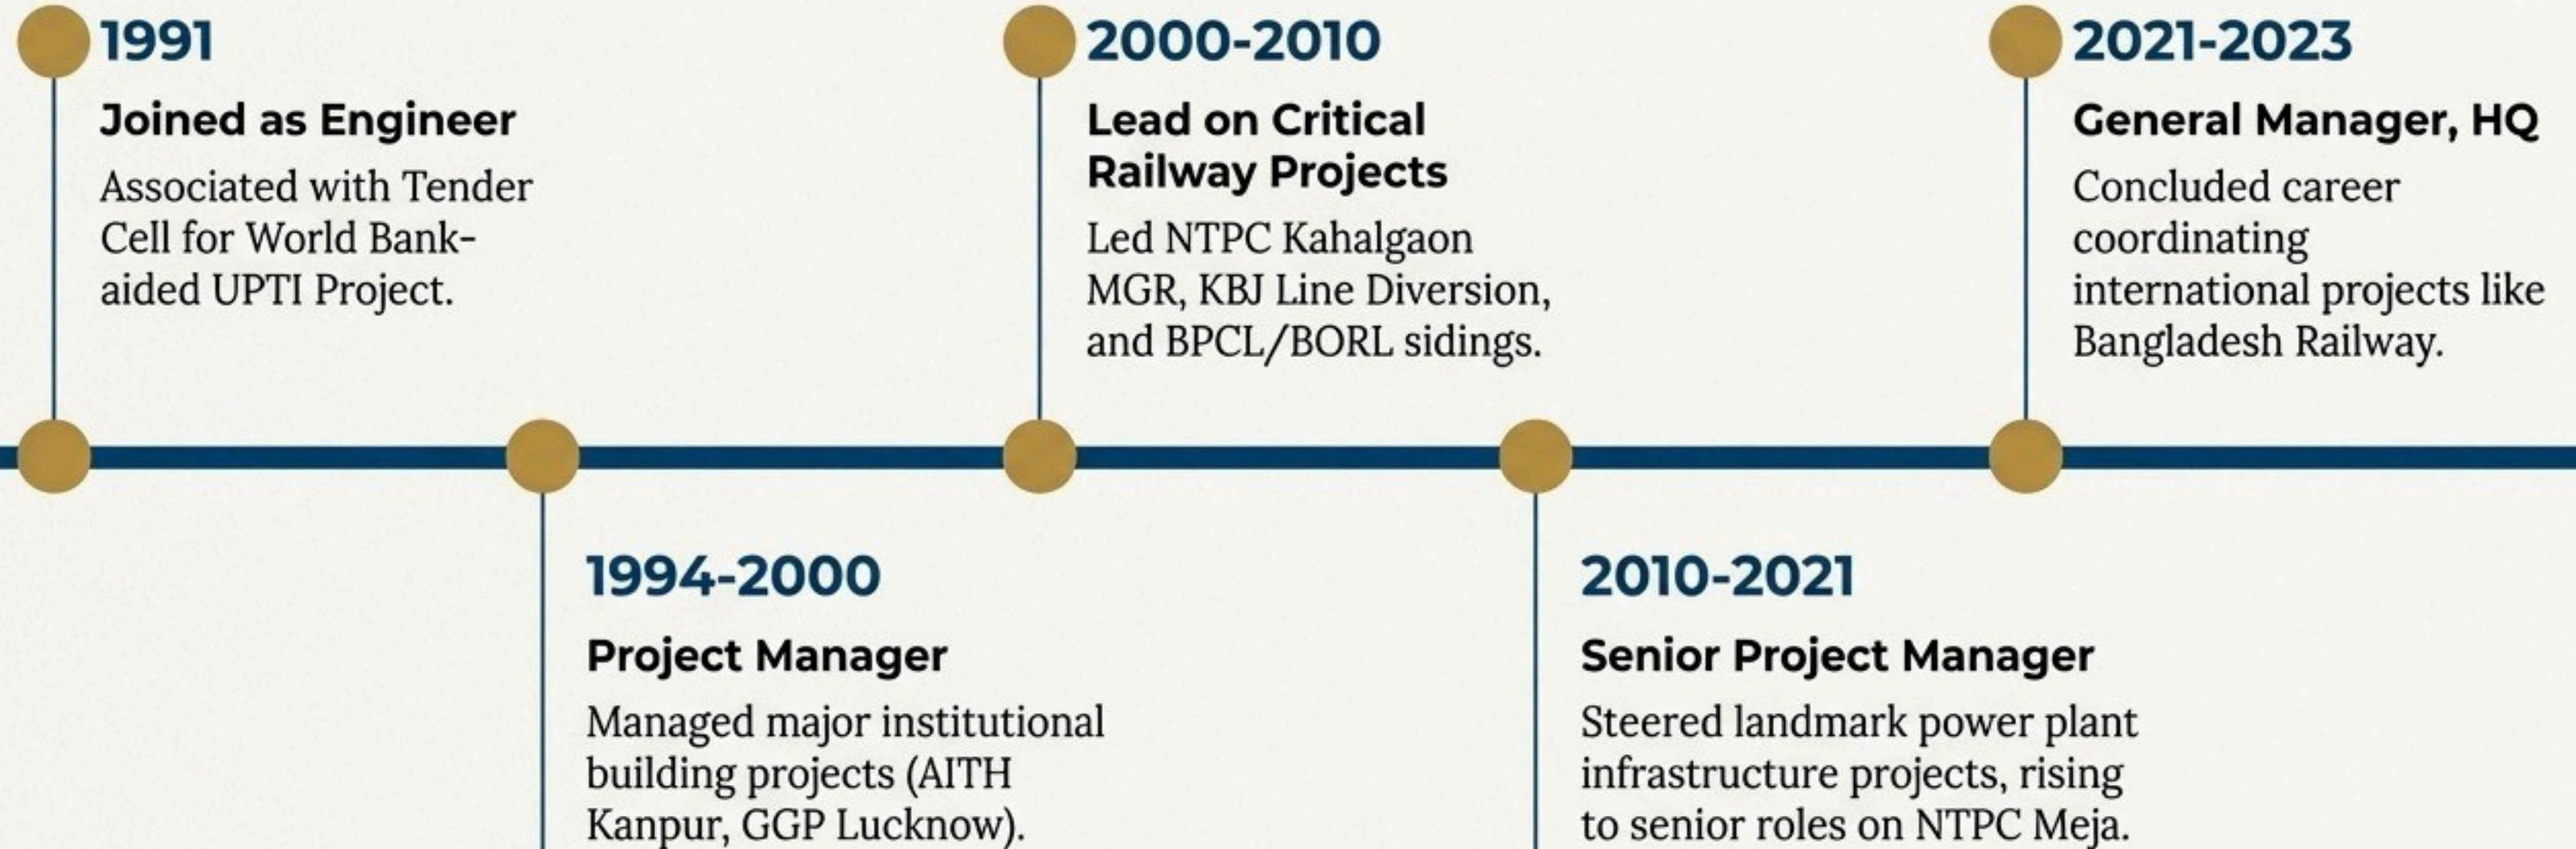 1991
Joined as Engineer
Associated with Tender
Cell for World Bank-
aided UPTI Project.
1994-2000
Project Manager
Managed major institutional
building projects (AITH
Kanpur, GGP Lucknow).
2000-2010
Lead on Critical
Railway Projects
Led NTPC Kahalgaon
MGR, KBJ Line Diversion,
and BPCL/BORL sidings.
2010-2021
Senior Project Manager
Steered landmark power plant
infrastructure projects, rising
to senior roles on NTPC Meja.
2021-2023
General Manager, HQ
Concluded career
coordinating
international projects like
Bangladesh Railway.